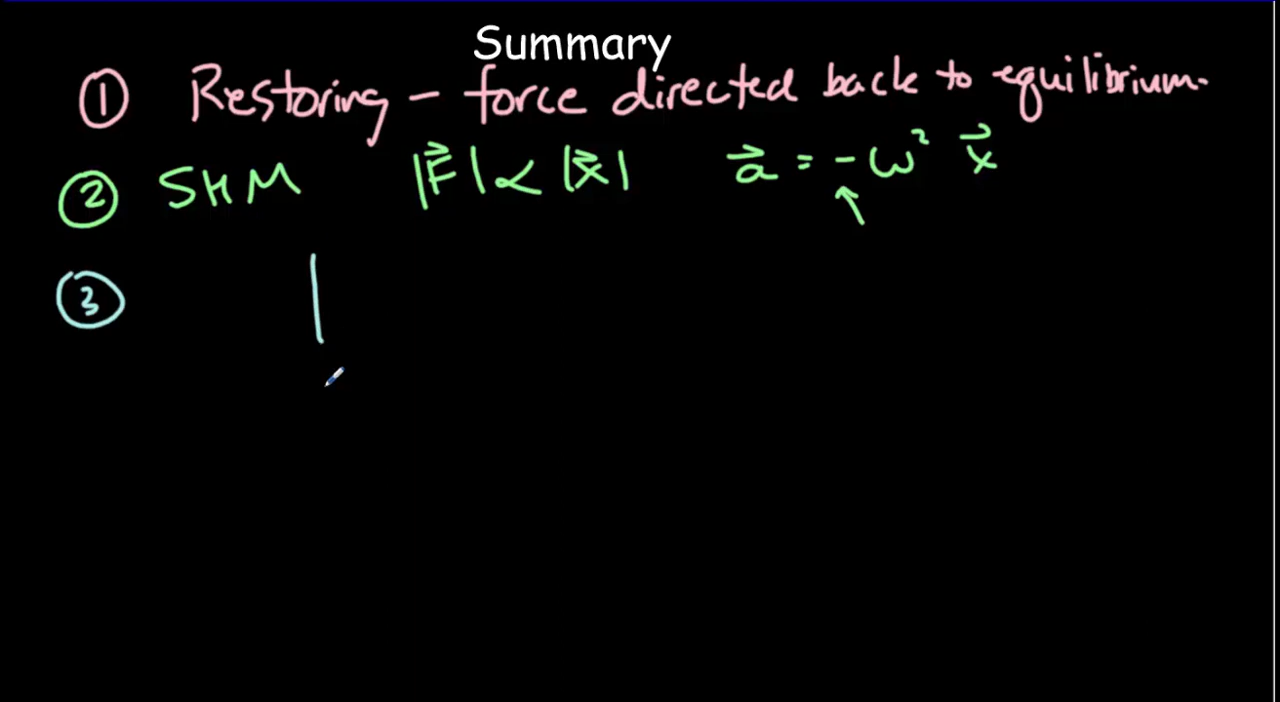 Summary
① Restoring - force directed back to equilibrium.
② SHM |F⃗| ∝ |x⃗| a⃗ = -ω² x⃗
③